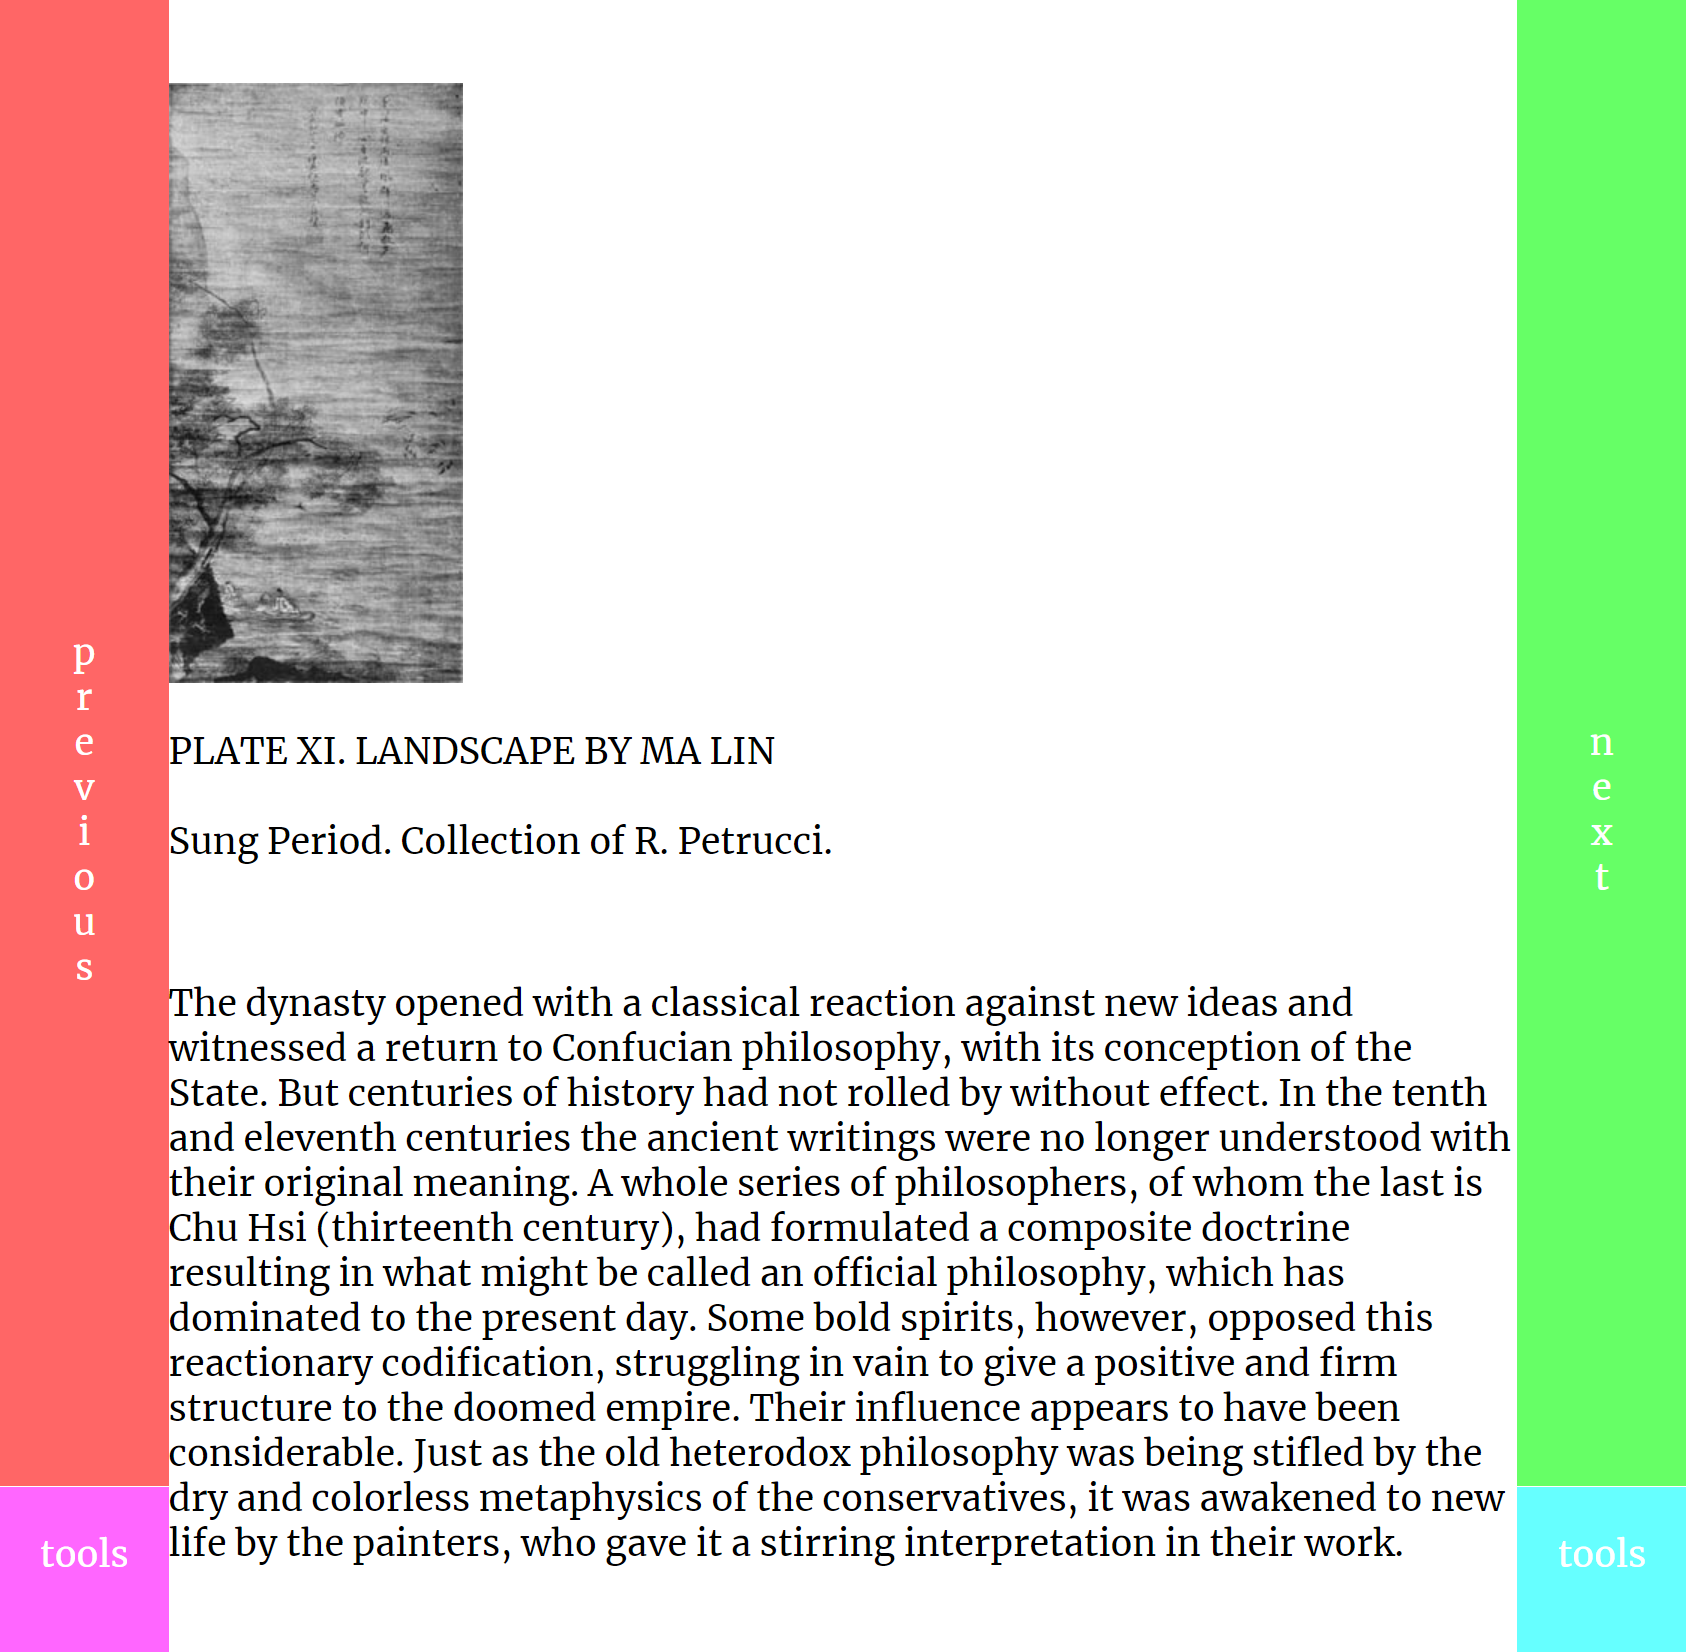 previous
PLATE XI. LANDSCAPE BY MA LIN
Sung Period. Collection of R. Petrucci.
The dynasty opened with a classical reaction against new ideas and
witnessed a return to Confucian philosophy, with its conception of the
State. But centuries of history had not rolled by without effect. In the tenth
and eleventh centuries the ancient writings were no longer understood with
their original meaning. A whole series of philosophers, of whom the last is
Chu Hsi (thirteenth century), had formulated a composite doctrine
resulting in what might be called an official philosophy, which has
dominated to the present day. Some bold spirits, however, opposed this
reactionary codification, struggling in vain to give a positive and firm
structure to the doomed empire. Their influence appears to have been
considerable. Just as the old heterodox philosophy was being stifled by the
dry and colorless metaphysics of the conservatives, it was awakened to new
life by the painters, who gave it a stirring interpretation in their work.
next
tools
tools